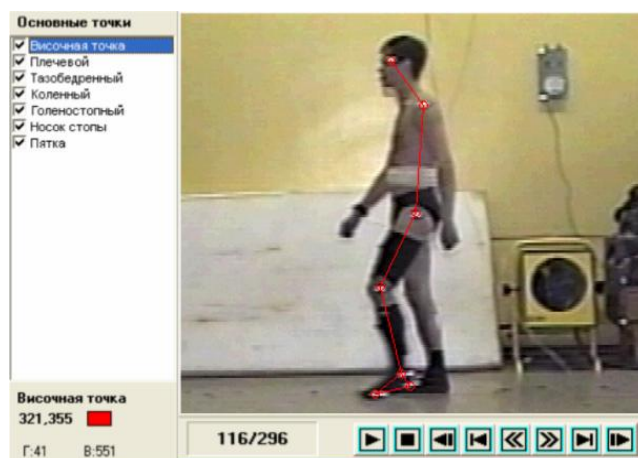 Основные точки
Височная точка
Плечевой
Тазобедренный
Коленный
Голеностопный
Носок стопы
Пятка
Височная точка
321,355
Г:41 В:551
116/296